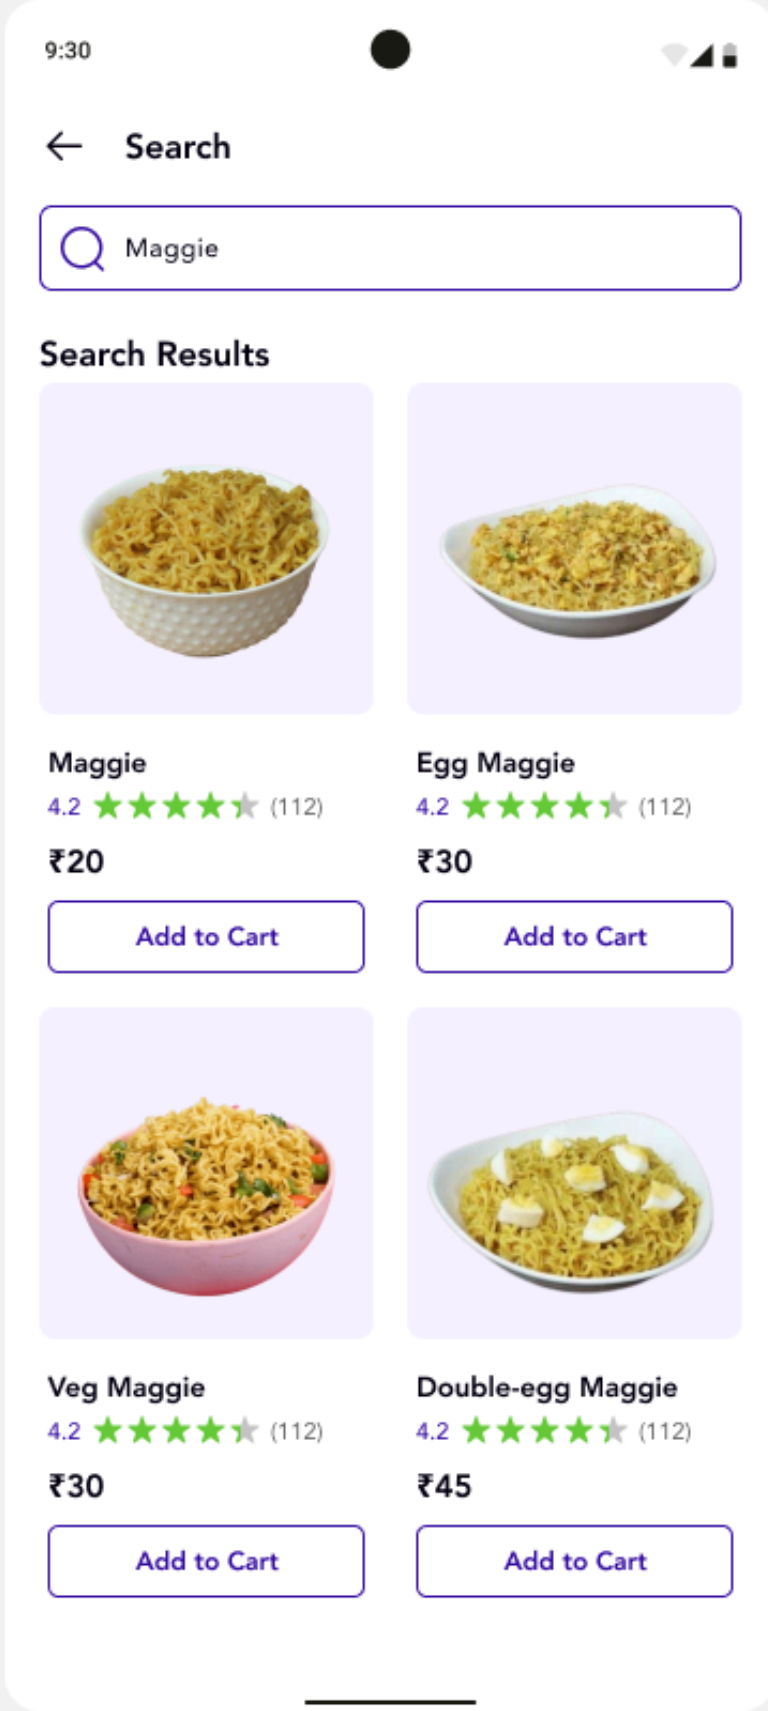 9:30
Search
Maggie
Search Results
Maggie
4.2 (112)
₹20
Add to Cart
Egg Maggie
4.2 (112)
₹30
Add to Cart
Veg Maggie
4.2 (112)
₹30
Add to Cart
Double-egg Maggie
4.2 (112)
₹45
Add to Cart